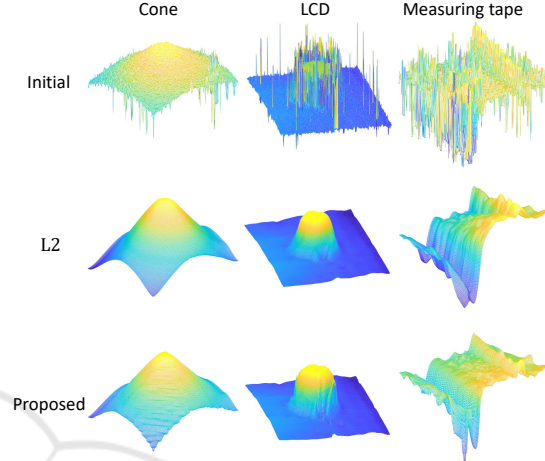 Cone LCD Measuring tape
Initial
L2
Proposed